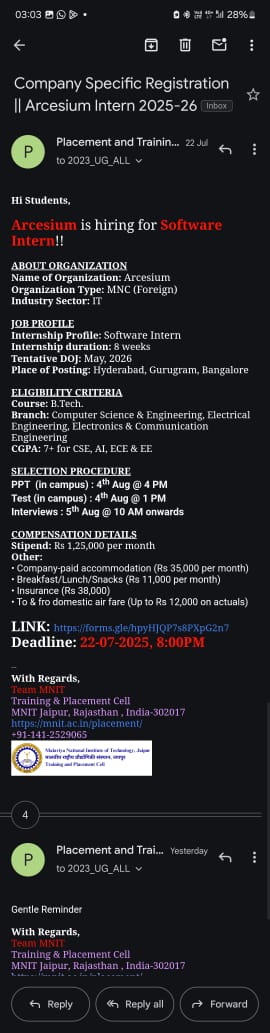 03:03
28%
Company Specific Registration
|| Arcesium Intern 2025-26 Inbox
P
Placement and Trainin... 22 Jul
to 2023_UG_ALL
Hi Students,
Arcesium is hiring for Software
Intern!!
ABOUT ORGANIZATION
Name of Organization: Arcesium
Organization Type: MNC (Foreign)
Industry Sector: IT
JOB PROFILE
Internship Profile: Software Intern
Internship duration: 8 weeks
Tentative DOJ: May, 2026
Place of Posting: Hyderabad, Gurugram, Bangalore
ELIGIBILITY CRITERIA
Course: B.Tech.
Branch: Computer Science & Engineering, Electrical
Engineering, Electronics & Communication
Engineering
CGPA: 7+ for CSE, AI, ECE & EE
SELECTION PROCEDURE
PPT (in campus) : 4th Aug @ 4 PM
Test (in campus) : 4th Aug @ 1 PM
Interviews : 5th Aug @ 10 AM onwards
COMPENSATION DETAILS
Stipend: Rs 1,25,000 per month
Other:
• Company-paid accommodation (Rs 35,000 per month)
• Breakfast/Lunch/Snacks (Rs 11,000 per month)
• Insurance (Rs 38,000)
• To & fro domestic air fare (Up to Rs 12,000 on actuals)
LINK: https://forms.gle/hpyHJQP7s8PXpG2n7
Deadline: 22-07-2025, 8:00PM
--
With Regards,
Team MNIT
Training & Placement Cell
MNIT Jaipur, Rajasthan , India-302017
https://mnit.ac.in/placement/
+91-141-2529065
Malaviya National Institute of Technology, Jaipur
मालवीय राष्ट्रीय प्रौद्योगिकी संस्थान, जयपुर
Training and Placement Cell
4
P
Placement and Trai... Yesterday
to 2023_UG_ALL
Gentle Reminder
With Regards,
Team MNIT
Training & Placement Cell
MNIT Jaipur, Rajasthan , India-302017
Reply
Reply all
Forward